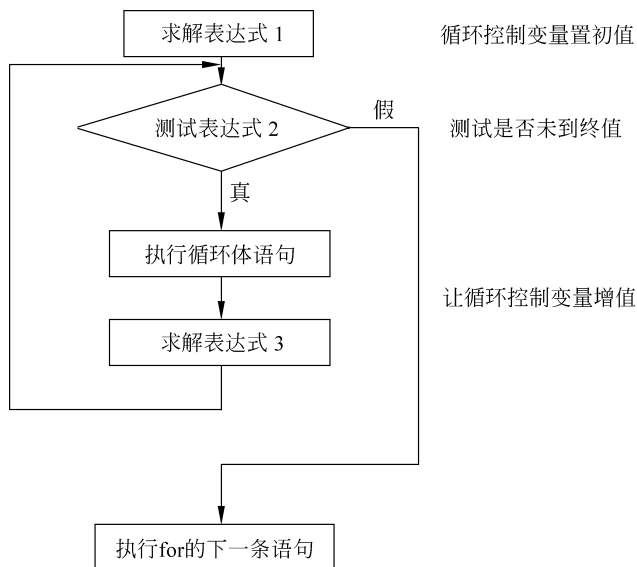 求解表达式 1
循环控制变量置初值
测试表达式 2
假
测试是否未到终值
真
执行循环体语句
让循环控制变量增值
求解表达式 3
执行for的下一条语句